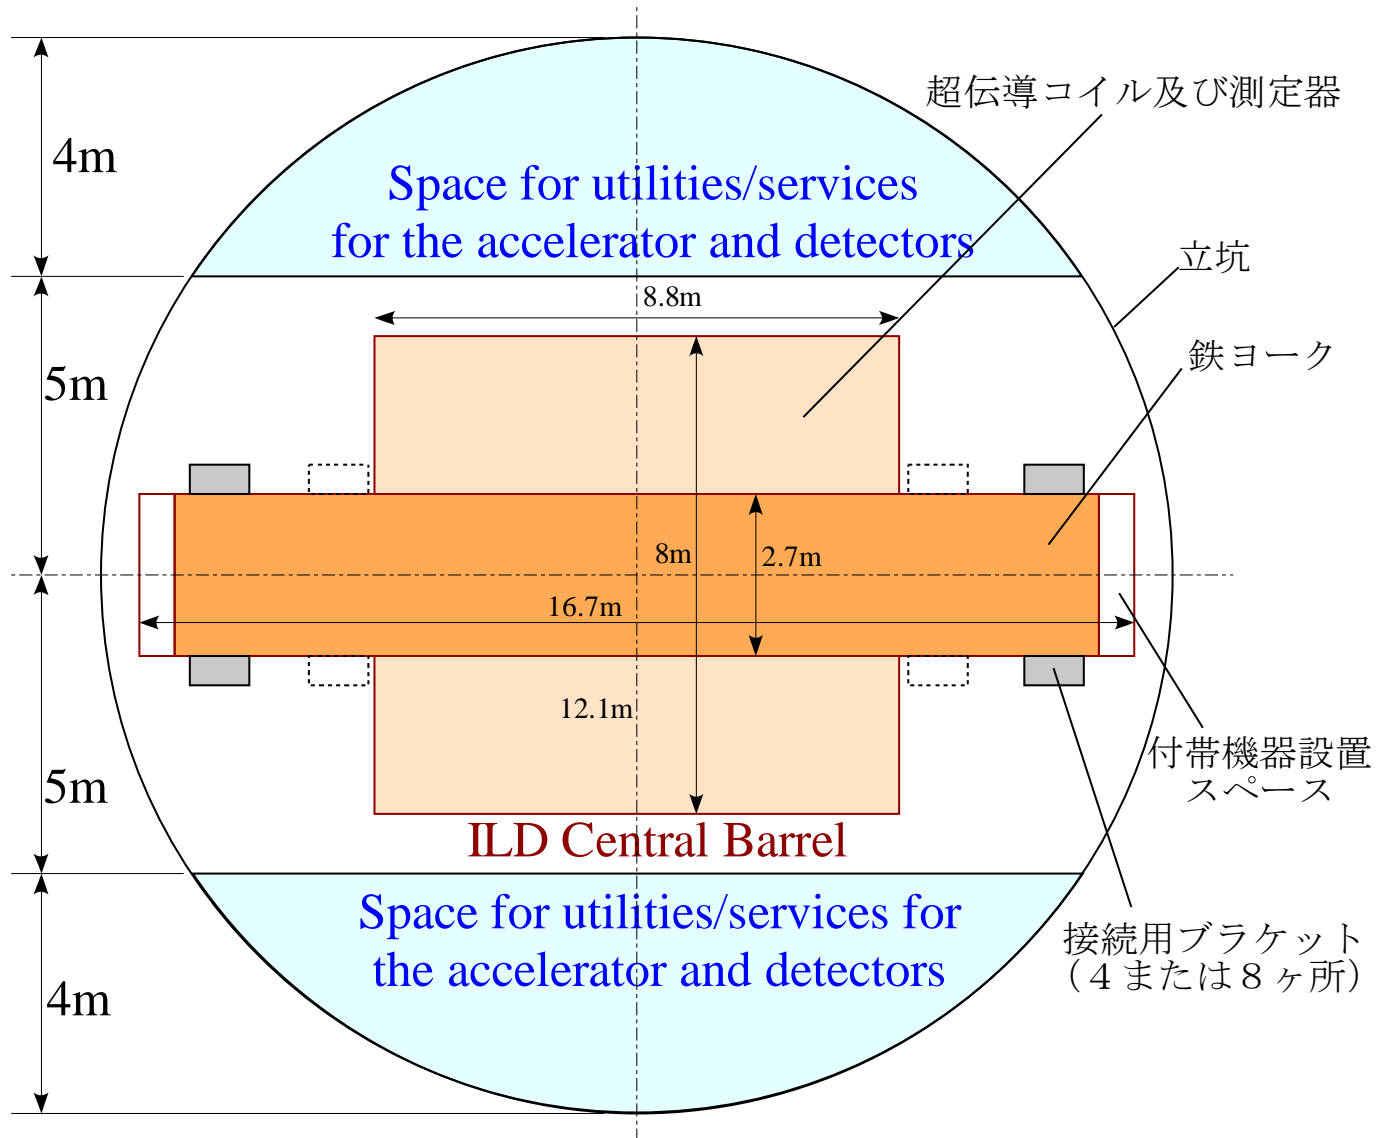 超伝導コイル及び測定器
4m
Space for utilities/services
for the accelerator and detectors
立坑
8.8m
鉄ヨーク
5m
8m
2.7m
16.7m
12.1m
付帯機器設置
スペース
5m
ILD Central Barrel
Space for utilities/services for
the accelerator and detectors
接続用ブラケット
（４または８ヶ所）
4m